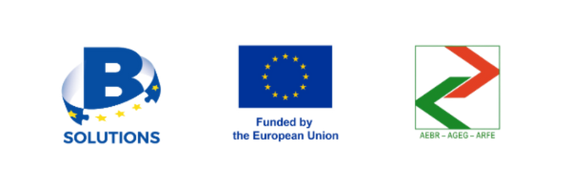 B
SOLUTIONS
Funded by
the European Union
AEBR – AGEG – ARFE